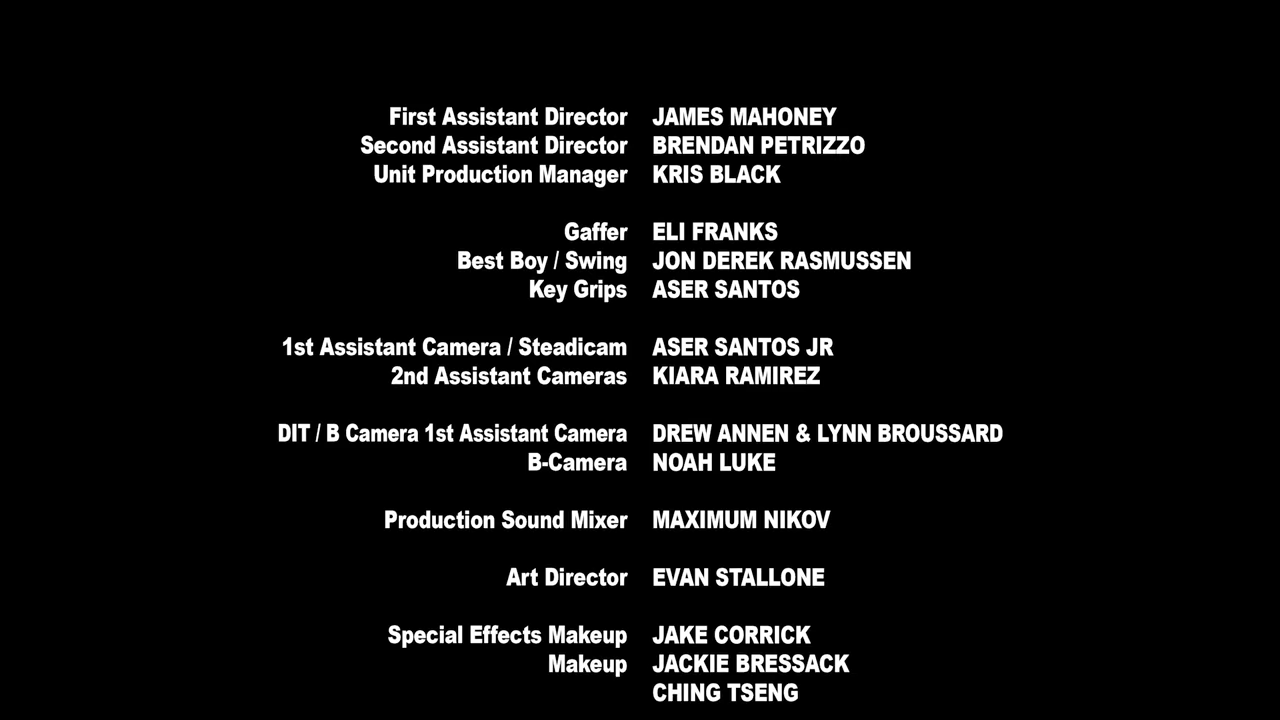 First Assistant Director JAMES MAHONEY
Second Assistant Director BRENDAN PETRIZZO
Unit Production Manager KRIS BLACK
Gaffer ELI FRANKS
Best Boy / Swing JON DEREK RASMUSSEN
Key Grips ASER SANTOS
1st Assistant Camera / Steadicam ASER SANTOS JR
2nd Assistant Cameras KIARA RAMIREZ
DIT / B Camera 1st Assistant Camera DREW ANNEN & LYNN BROUSSARD
B-Camera NOAH LUKE
Production Sound Mixer MAXIMUM NIKOV
Art Director EVAN STALLONE
Special Effects Makeup JAKE CORRICK
Makeup JACKIE BRESSACK
CHING TSENG